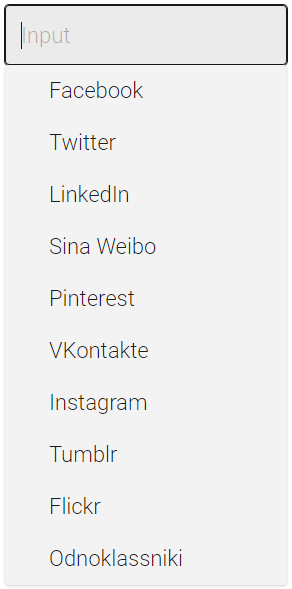 Input
Facebook
Twitter
LinkedIn
Sina Weibo
Pinterest
VKontakte
Instagram
Tumblr
Flickr
Odnoklassniki